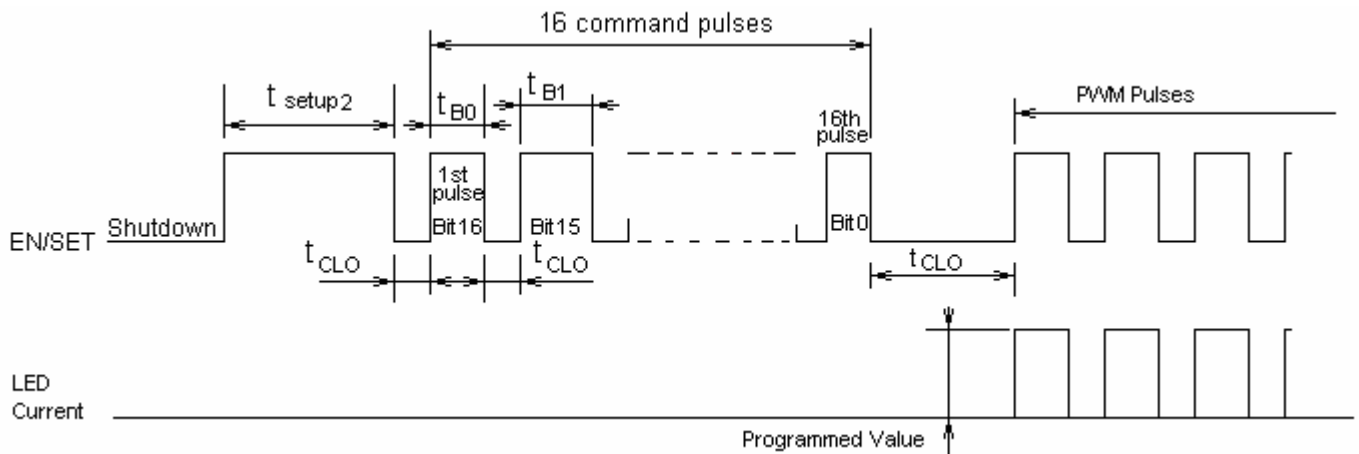 16 command pulses
t setup2
t B0
t B1
16th
pulse
PWM Pulses
1st
pulse
EN/SET
Shutdown
Bit16
Bit15
Bit0
t CLO
t CLO
t CLO
LED
Current
Programmed Value